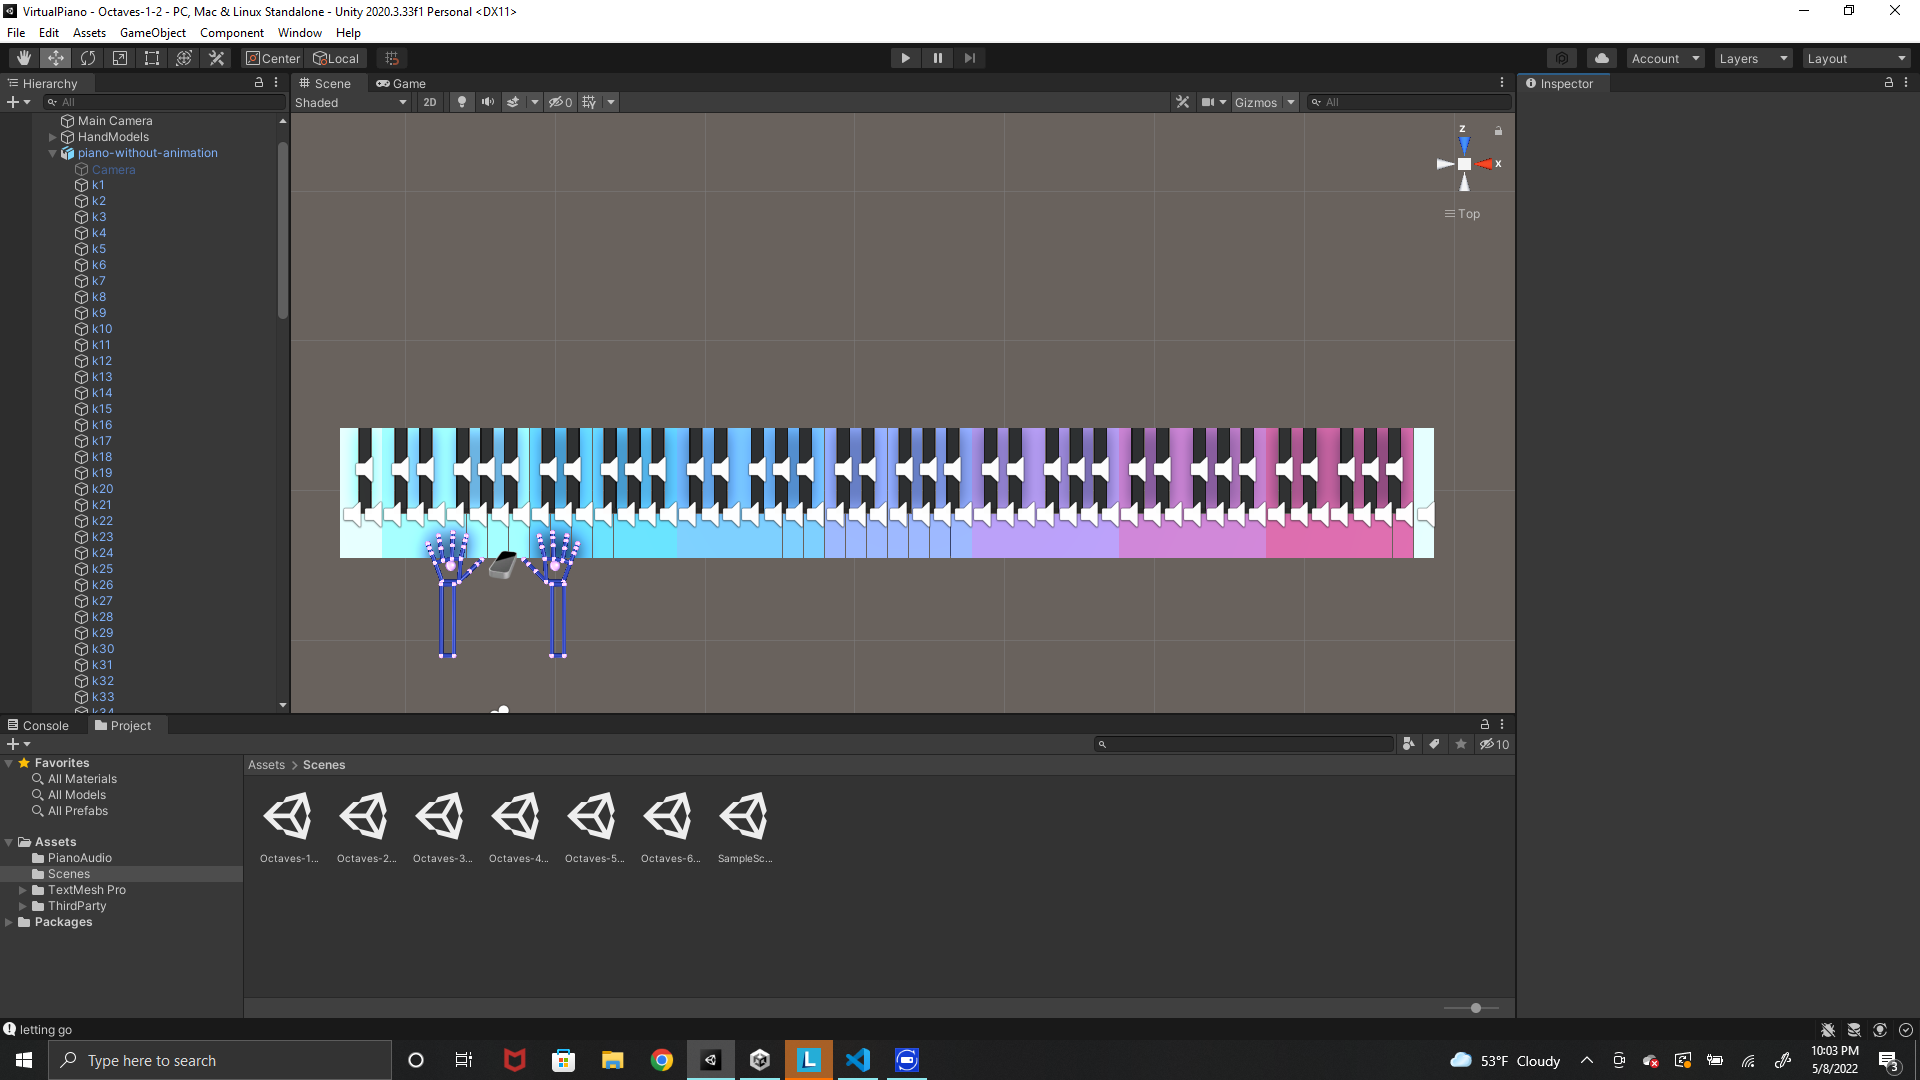 VirtualPiano - Octaves-1-2 - PC, Mac & Linux Standalone - Unity 2020.3.33f1 Personal <DX11>
File Edit Assets GameObject Component Window Help
Center Local Account Layers Layout
Hierarchy Scene Game Inspector
All Shaded 2D 0 Gizmos All
Main Camera
HandModels
piano-without-animation
Camera
k1
k2
k3
k4
k5
k6
k7
k8
k9
k10
k11
k12
k13
k14
k15
k16
k17
k18
k19
k20
k21
k22
k23
k24
k25
k26
k27
k28
k29
k30
k31
k32
k33
k34
z
x
Top
Console Project
10
Favorites
All Materials
All Models
All Prefabs
Assets
PianoAudio
Scenes
TextMesh Pro
ThirdParty
Packages
Assets > Scenes
Octaves-1... Octaves-2... Octaves-3... Octaves-4... Octaves-5... Octaves-6... SampleSc...
letting go
Type here to search
L
53°F Cloudy
10:03 PM
5/8/2022
3